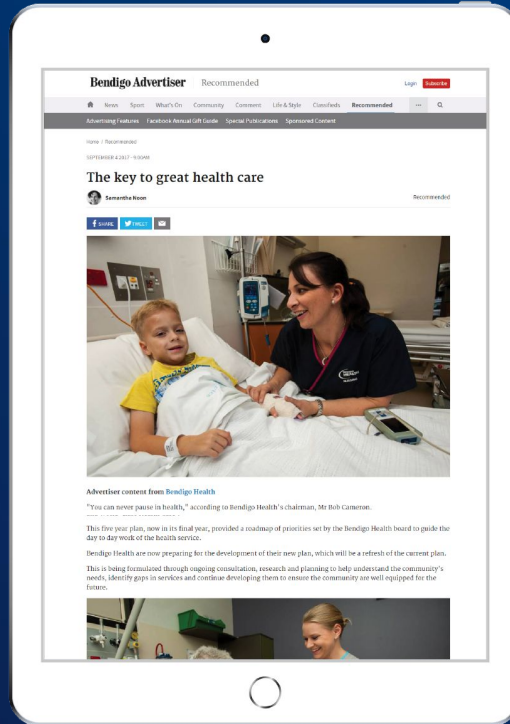 Bendigo Advertiser Recommended Login Subscribe
News Sport What's On Community Comment Life & Style Classifieds Recommended ...
Advertising Features Facebook Annual Gift Guide Special Publications Sponsored Content
Home / Recommended
SEPTEMBER 4 2017 - 9:00AM
The key to great health care
Samantha Noon Recommended
SHARE TWEET
Advertiser content from Bendigo Health
"You can never pause in health," according to Bendigo Health's chairman, Mr Bob Cameron.
This five year plan, now in its final year, provided a roadmap of priorities set by the Bendigo Health board to guide the
day to day work of the health service.
Bendigo Health are now preparing for the development of their new plan, which will be a refresh of the current plan.
This is being formulated through ongoing consultation, research and planning to help understand the community's
needs, identify gaps in services and continue developing them to ensure the community are well equipped for the
future.